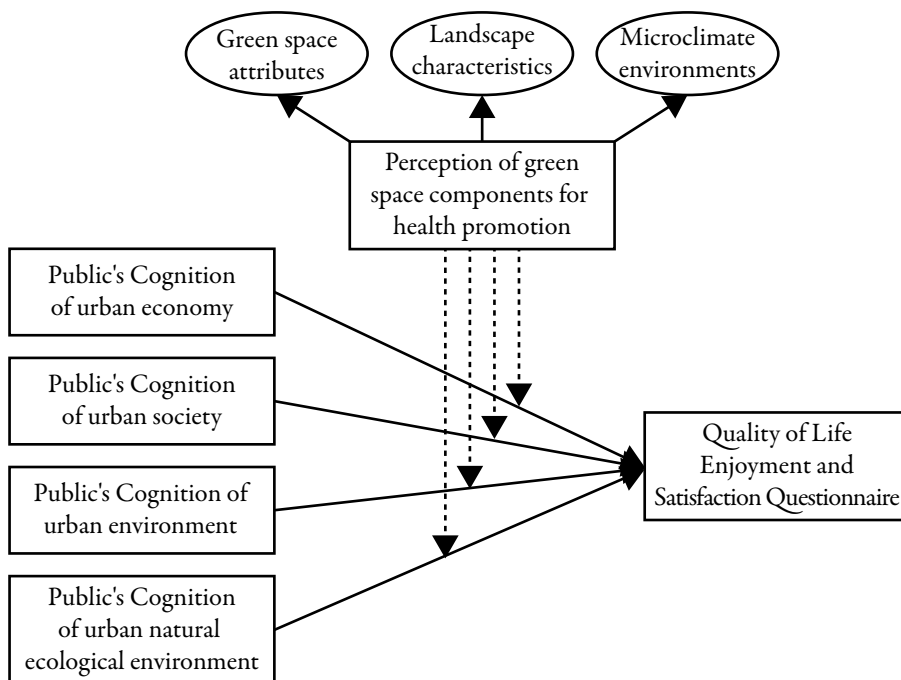 Green space
attributes
Landscape
characteristics
Microclimate
environments
Perception of green
space components for
health promotion
Public's Cognition
of urban economy
Public's Cognition
of urban society
Public's Cognition of
urban environment
Public's Cognition
of urban natural
ecological environment
Quality of Life
Enjoyment and
Satisfaction Questionnaire